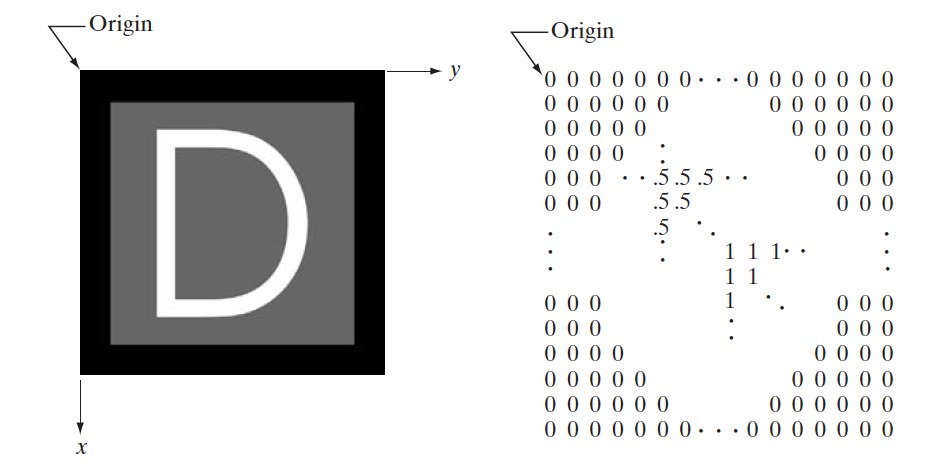 Origin
y
x
Origin
0 0 0 0 0 0 0 · · · 0 0 0 0 0 0 0
0 0 0 0 0 0 0 0 0 0 0 0
0 0 0 0 0 0 0 0 0 0
0 0 0 0 · 0 0 0 0
0 0 0 · · .5 .5 .5 · · 0 0 0
0 0 0 .5 .5 0 0 0
· .5 · · ·
· · 1 1 1 · · ·
· 1 1 ·
0 0 0 1 · · 0 0 0
0 0 0 · 0 0 0
0 0 0 0 · 0 0 0 0
0 0 0 0 0 0 0 0 0 0
0 0 0 0 0 0 0 0 0 0 0 0
0 0 0 0 0 0 0 · · · 0 0 0 0 0 0 0
D